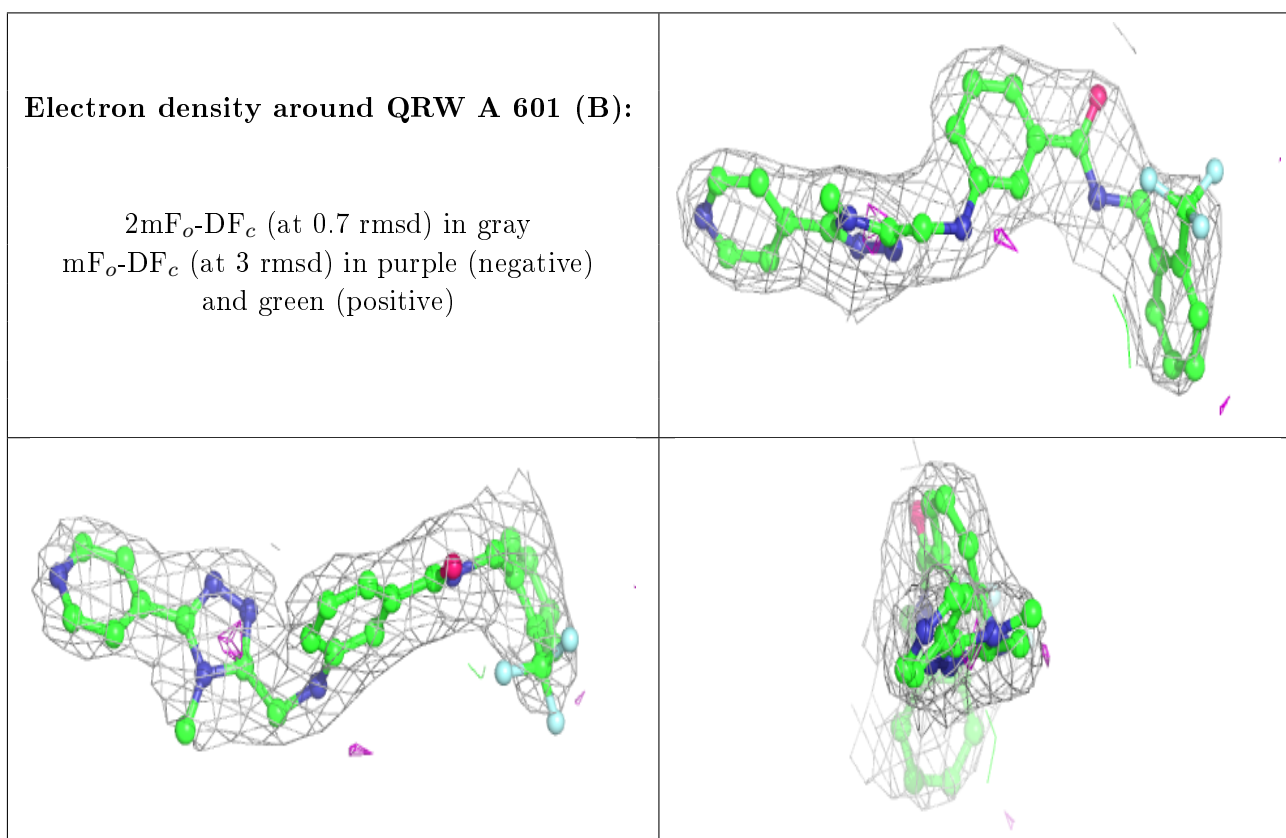 Electron density around QRW A 601 (B):
2mFₒ-DF𝒸 (at 0.7 rmsd) in gray
mFₒ-DF𝒸 (at 3 rmsd) in purple (negative)
and green (positive)